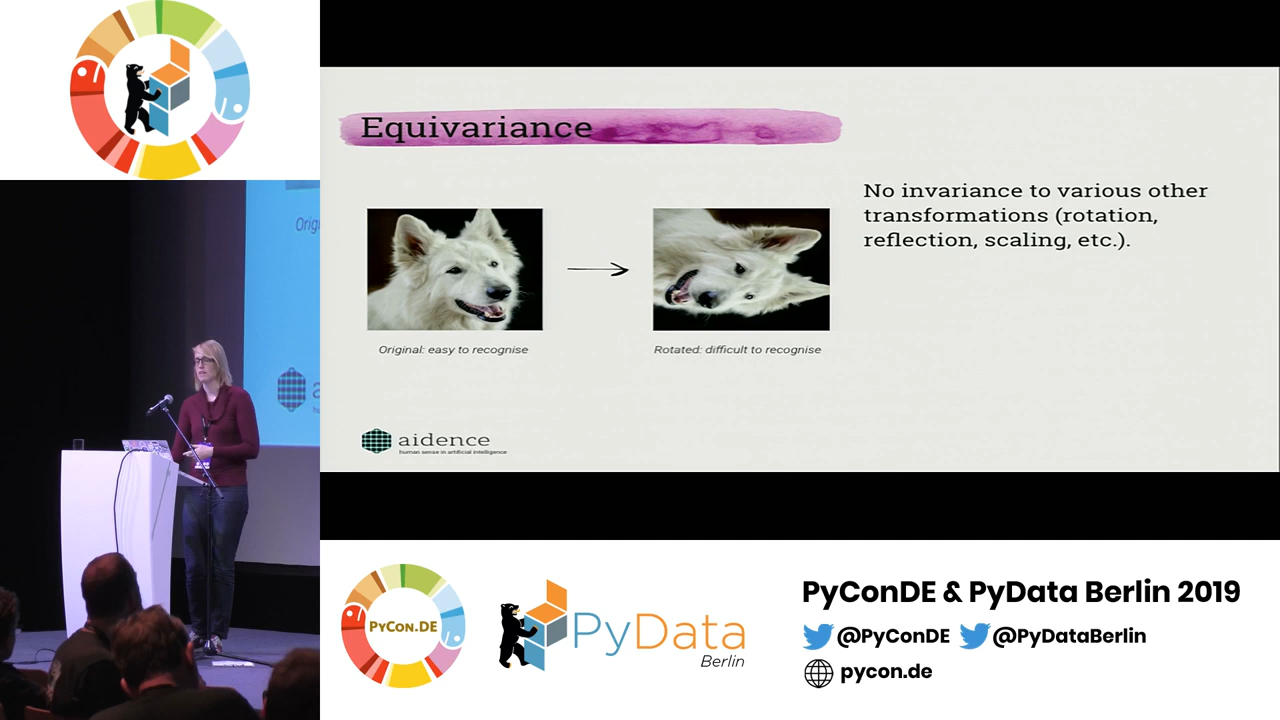 Equivariance
No invariance to various other
transformations (rotation,
reflection, scaling, etc.).
Original: easy to recognise
Rotated: difficult to recognise
aidence
human sense in artificial intelligence
Orig
PyCon.DE
PyData
Berlin
PyConDE & PyData Berlin 2019
@PyConDE @PyDataBerlin
pycon.de